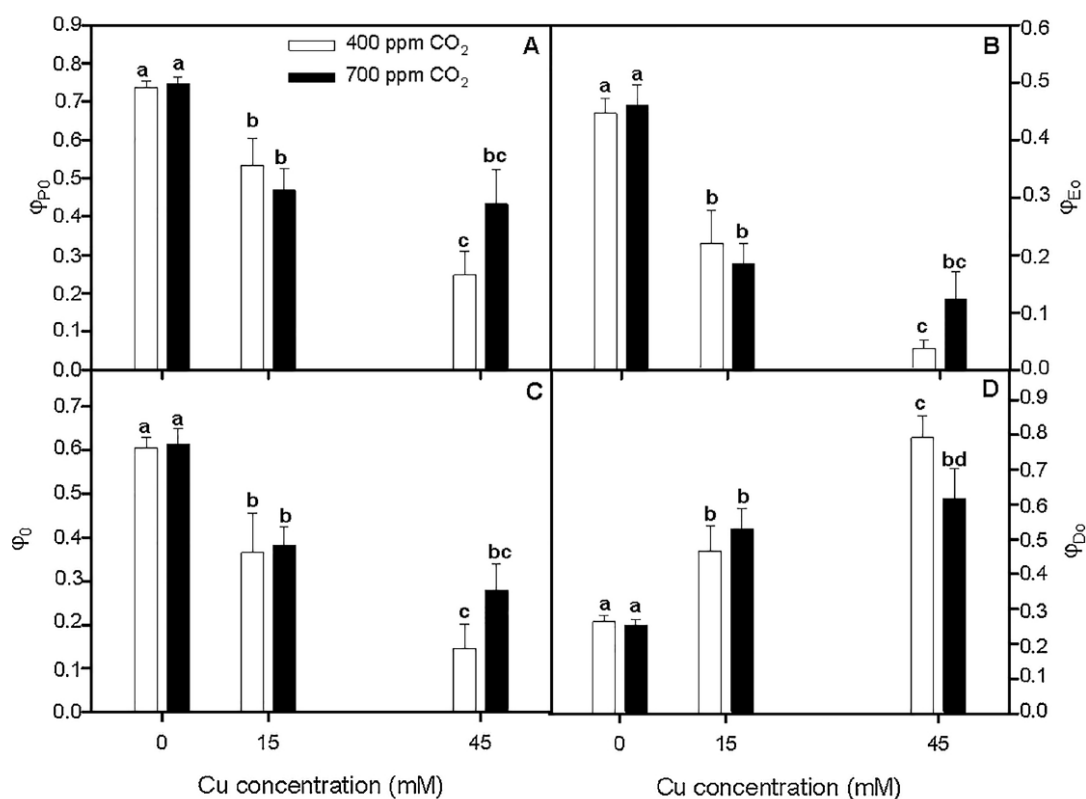 400 ppm CO2
700 ppm CO2
A
0.9
0.8
0.7
0.6
0.5
0.4
0.3
0.2
0.1
0.0
φP0
a a
b b
c bc
B
0.6
0.5
0.4
0.3
0.2
0.1
0.0
φEo
a a
b b
c bc
C
0.7
0.6
0.5
0.4
0.3
0.2
0.1
0.0
φ0
a a
b b
c bc
D
0.9
0.8
0.7
0.6
0.5
0.4
0.3
0.2
0.1
0.0
φDo
a a
b b
c bd
0 15 45
0 15 45
Cu concentration (mM)
Cu concentration (mM)